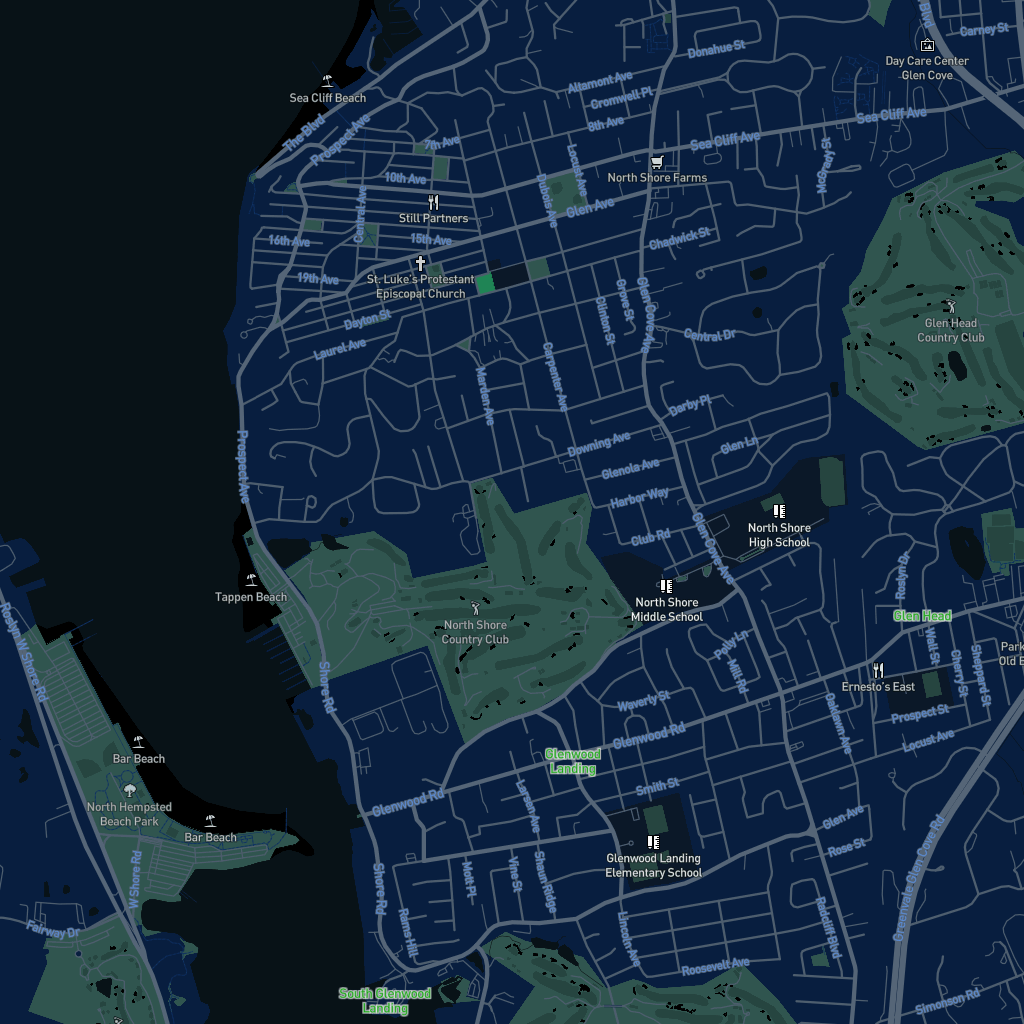 Carney St
Blvd
Donahue St
Day Care Center
Glen Cove
Altamont Ave
Sea Cliff Beach
Cromwell Pl
Sea Cliff Ave
8th Ave
The Blvd
Prospect Ave
7th Ave
Sea Cliff Ave
Locust Ave
North Shore Farms
McGrady St
10th Ave
Dubois Ave
Central Ave
Still Partners
Glen Ave
16th Ave
15th Ave
Chadwick St
St. Luke's Protestant
Episcopal Church
19th Ave
Glen Cove Ave
Grove St
Clinton St
Glen Head
Country Club
Dayton St
Laurel Ave
Central Dr
Carpenter Ave
Marden Ave
Darby Pl
Prospect Ave
Downing Ave
Glen Ln
Glenola Ave
Harbor Way
North Shore
High School
Club Rd
Glen Cove Ave
Roslyn Dr
Tappen Beach
North Shore
Middle School
Glen Head
Roslyn W Shore Rd
North Shore
Country Club
Polly Ln
Wall St
Cherry St
Sheppard St
Park
Old E
Mill Rd
Shore Rd
Ernesto's East
Waverly St
Oaklawn Ave
Prospect St
Glenwood Rd
Locust Ave
Bar Beach
Glenwood
Landing
Smith St
North Hempsted
Beach Park
Glenwood Rd
Larson Ave
Glen Ave
Bar Beach
Rose St
Glenwood Landing
Elementary School
W Shore Rd
Shore Rd
Mott Pl
Vine St
Shaun Ridge
Greenvale Glen Cove Rd
Fairway Dr
Rams Hill
Lincoln Ave
Radcliff Blvd
Roosevelt Ave
South Glenwood
Landing
Simonson Rd